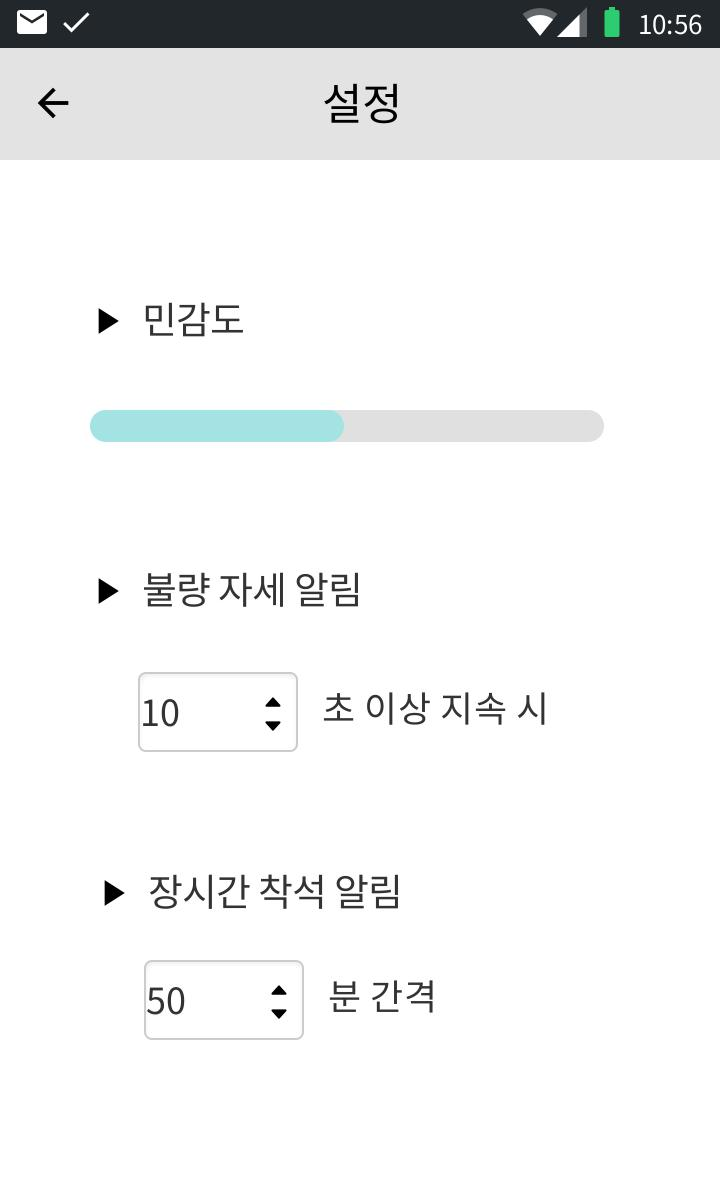 10:56
설정
민감도
불량 자세 알림
10 초 이상 지속 시
장시간 착석 알림
50 분 간격